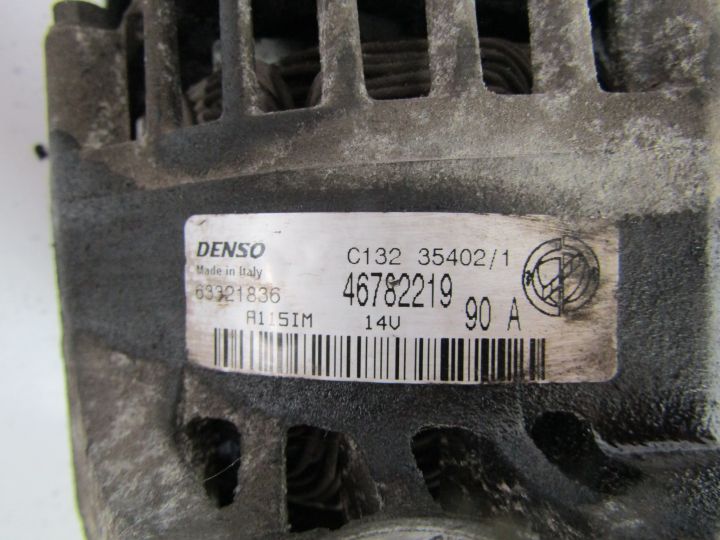 DENSO C132 35402/1
Made in Italy
63321836 46782219
A115IM 14V 90 A